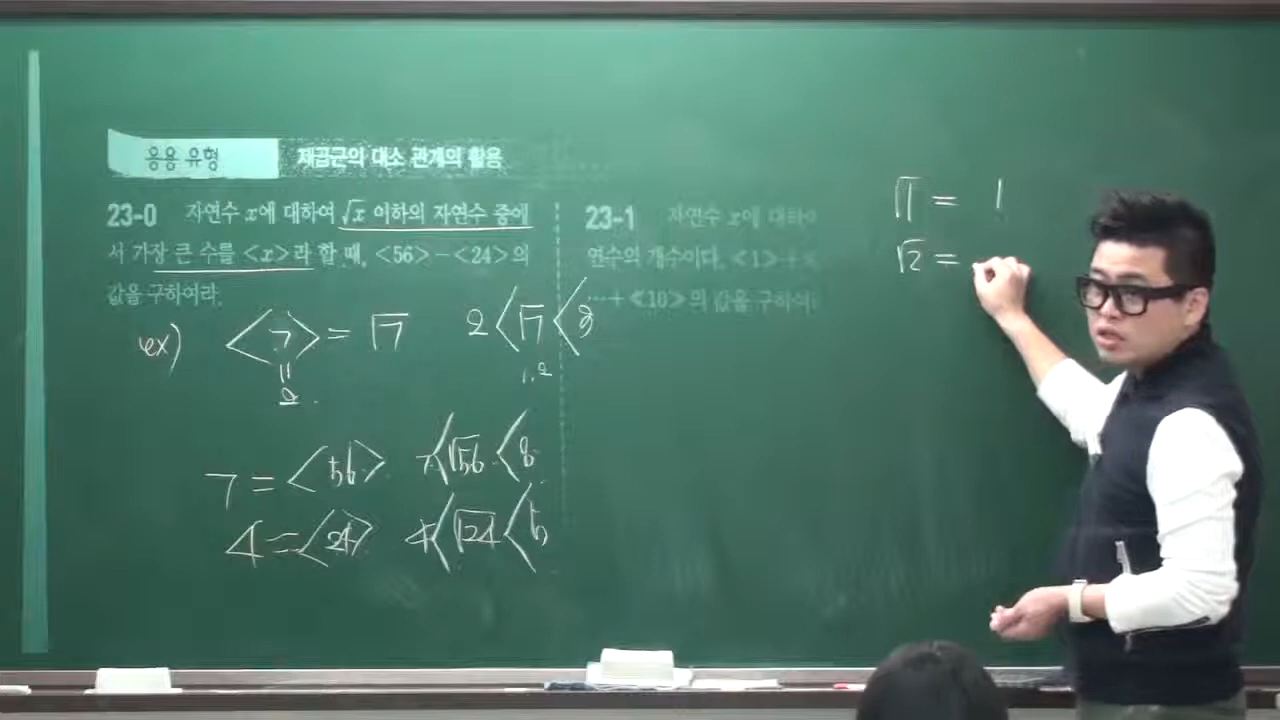 응용 유형 제곱근의 대소 관계의 활용
23-0 자연수 x에 대하여 √x 이하의 자연수 중에
서 가장 큰 수를 <x>라 할 때, <56>-<24>의
값을 구하여라.
ex) <7> = √7 2<√7<3
=
2
1, 2
7 = <56> 7<√56<8
4 = <24> 4<√24<5
23-1 자연수 x에 대하여
연수의 개수이다. <1>+<
…+<10>의 값을 구하여
√1 = 1
√2 =